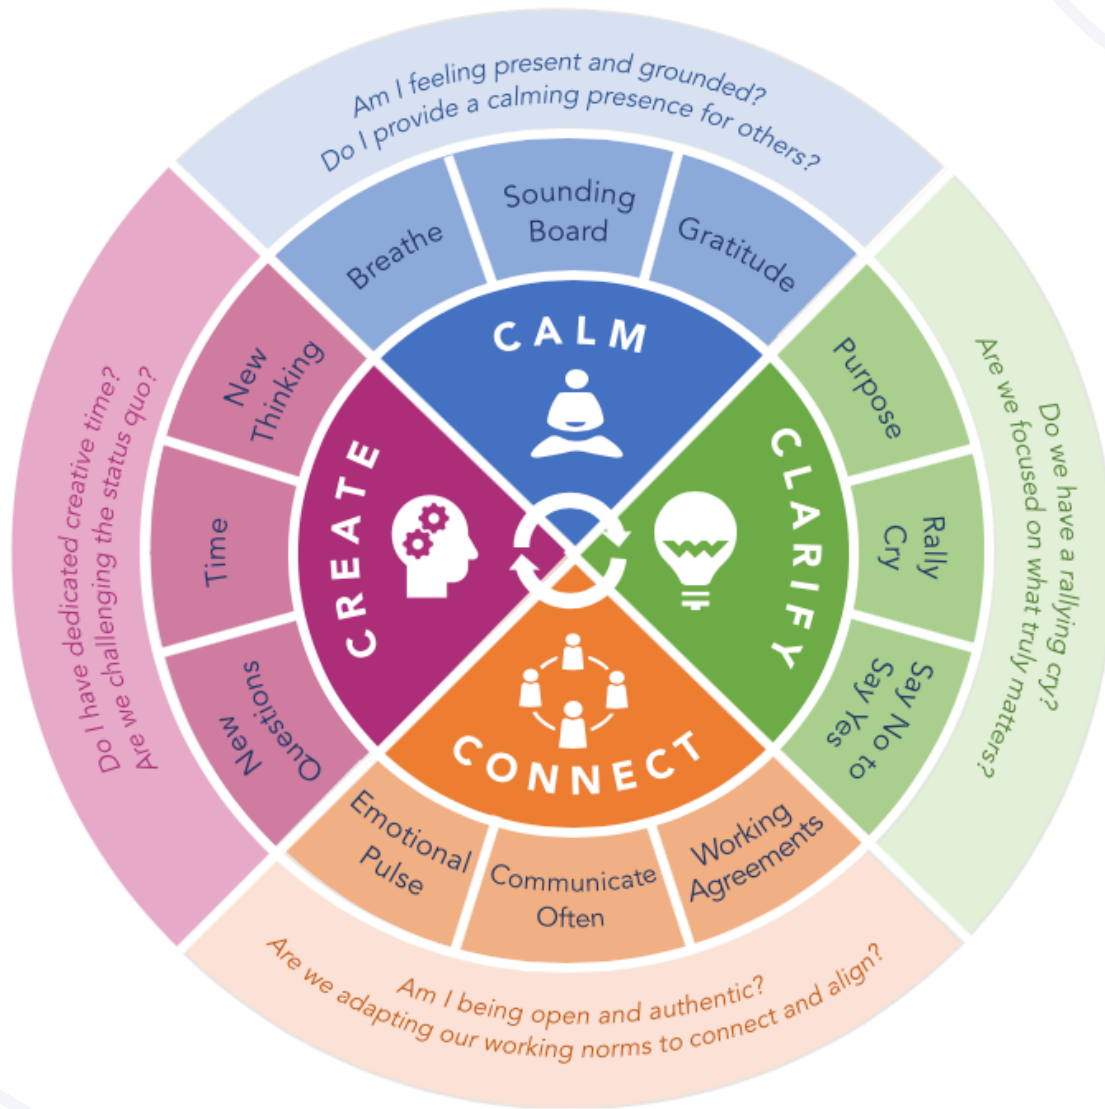 Am I feeling present and grounded?
Do I provide a calming presence for others?
Breathe
Sounding
Board
Gratitude
CALM
Do we have a rallying cry?
Are we focused on what truly matters?
Purpose
Rally
Cry
Say No to
Say Yes
CLARIFY
CONNECT
Working
Agreements
Communicate
Often
Emotional
Pulse
Am I being open and authentic?
Are we adapting our working norms to connect and align?
CREATE
New
Questions
Time
New
Thinking
Do I have dedicated creative time?
Are we challenging the status quo?